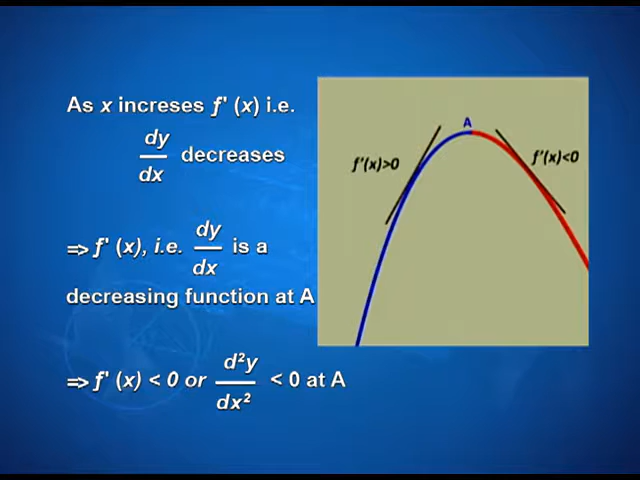 As x increses f' (x) i.e.
dy
dx
decreases
⇒ f' (x), i.e. dy/dx is a
decreasing function at A
⇒ f' (x) < 0 or d²y/dx² < 0 at A
A
f'(x)>0
f'(x)<0